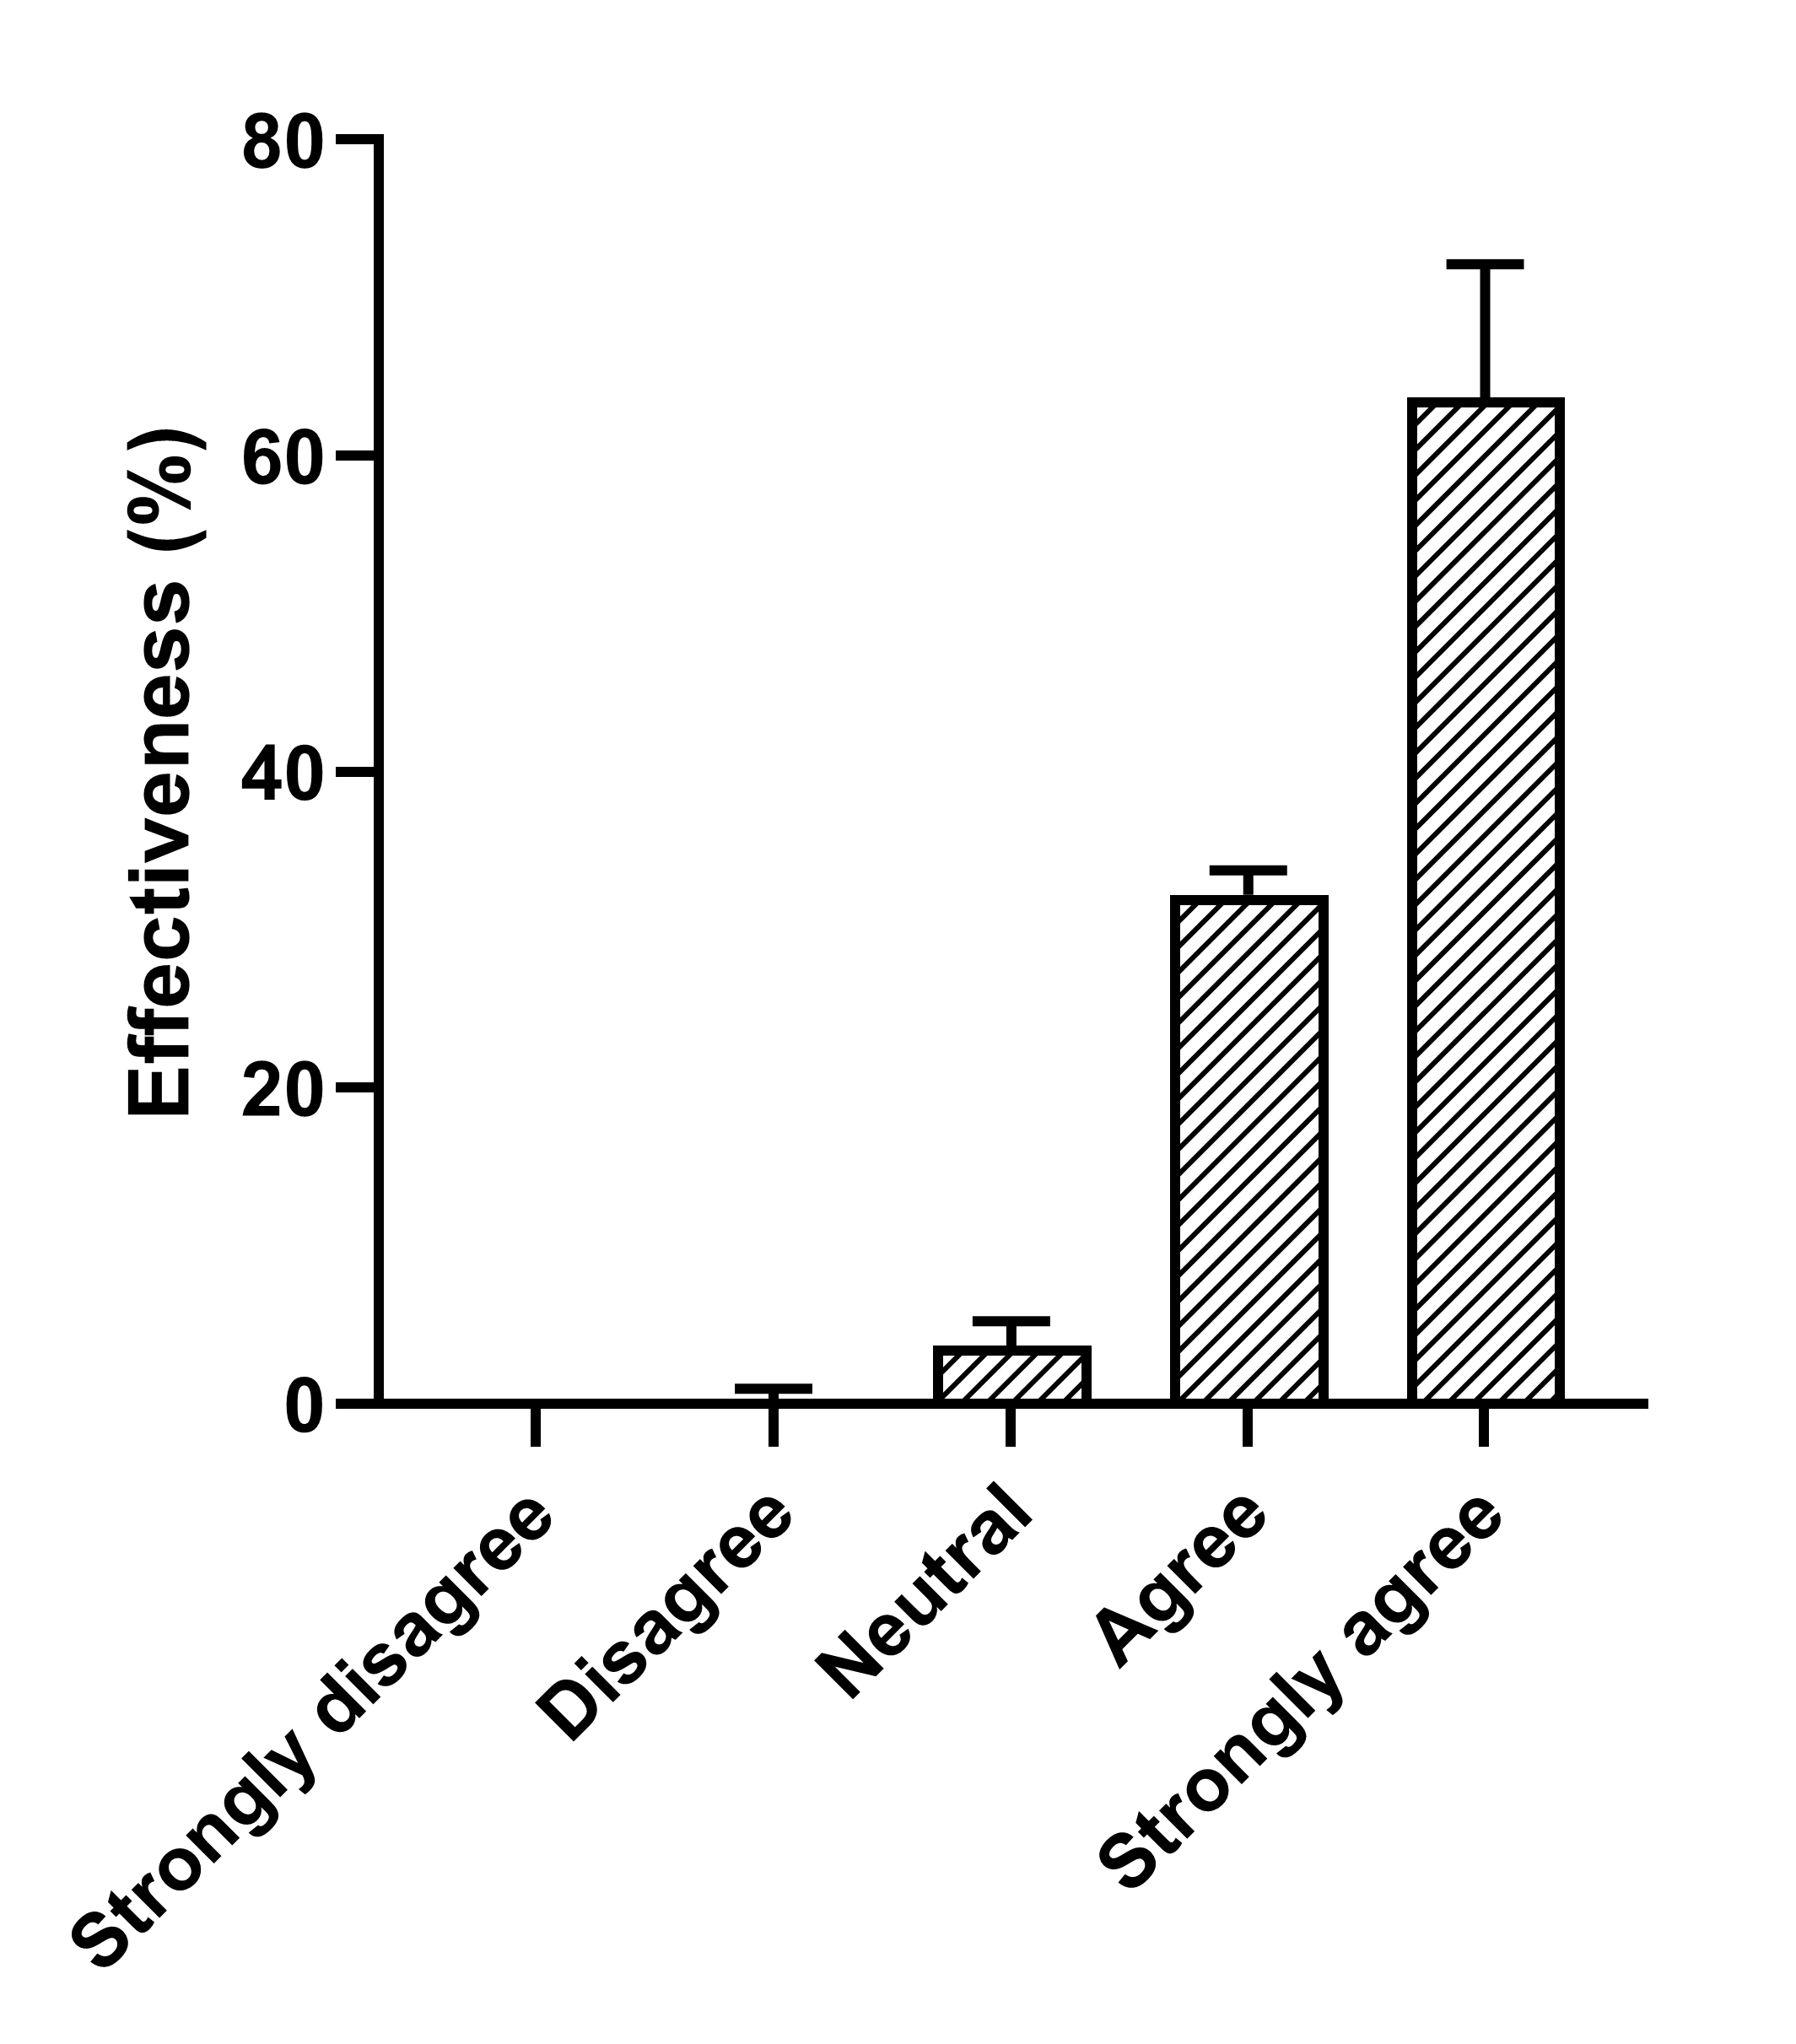 Effectiveness (%)
80
60
40
20
0
Strongly disagree
Disagree
Neutral
Agree
Strongly agree